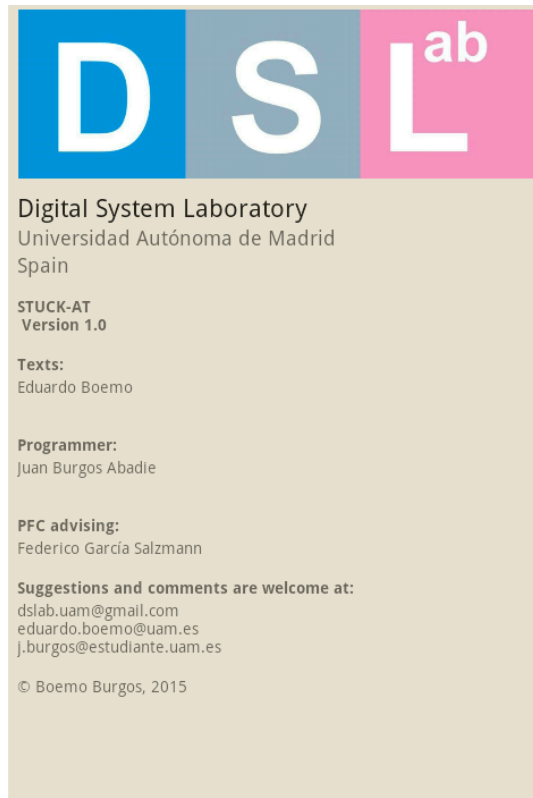 D S L ab
Digital System Laboratory
Universidad Autónoma de Madrid
Spain
STUCK-AT
Version 1.0
Texts:
Eduardo Boemo
Programmer:
Juan Burgos Abadie
PFC advising:
Federico García Salzmann
Suggestions and comments are welcome at:
dslab.uam@gmail.com
eduardo.boemo@uam.es
j.burgos@estudiante.uam.es
© Boemo Burgos, 2015